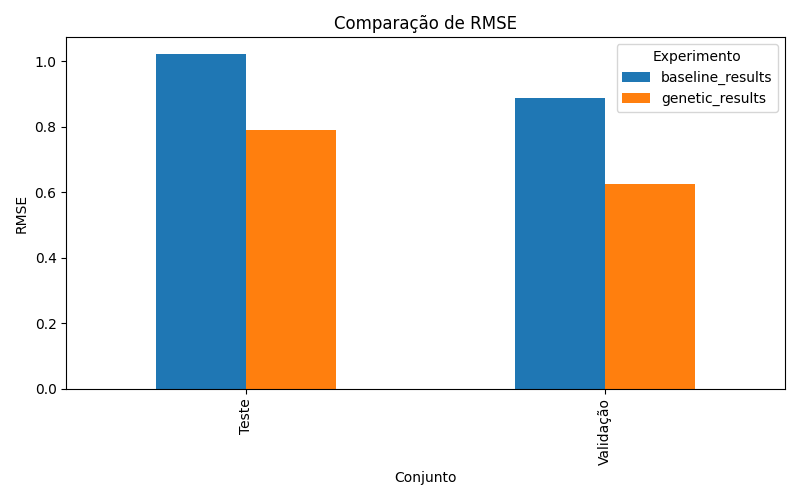 Comparação de RMSE
Experimento
baseline_results
genetic_results
RMSE
1.0
0.8
0.6
0.4
0.2
0.0
Teste
Validação
Conjunto